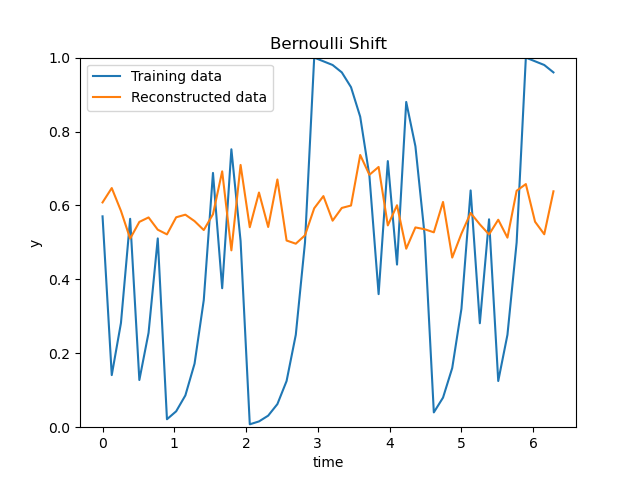 Bernoulli Shift
Training data
Reconstructed data
1.0
0.8
0.6
0.4
0.2
0.0
y
0 1 2 3 4 5 6
time